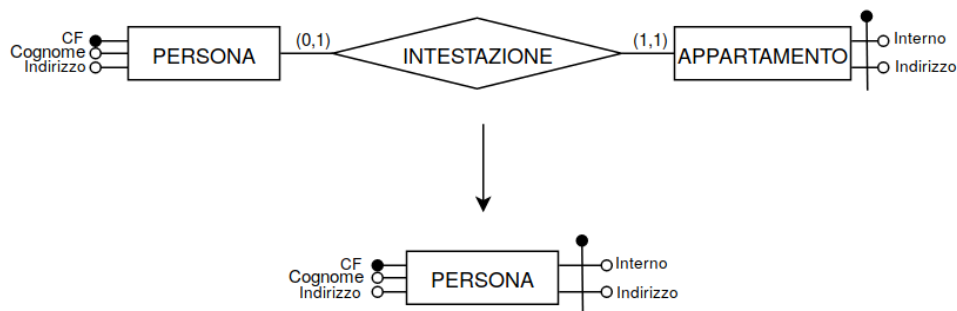 CF
Cognome
Indirizzo
PERSONA
(0,1)
INTESTAZIONE
(1,1)
APPARTAMENTO
Interno
Indirizzo
CF
Cognome
Indirizzo
PERSONA
Interno
Indirizzo